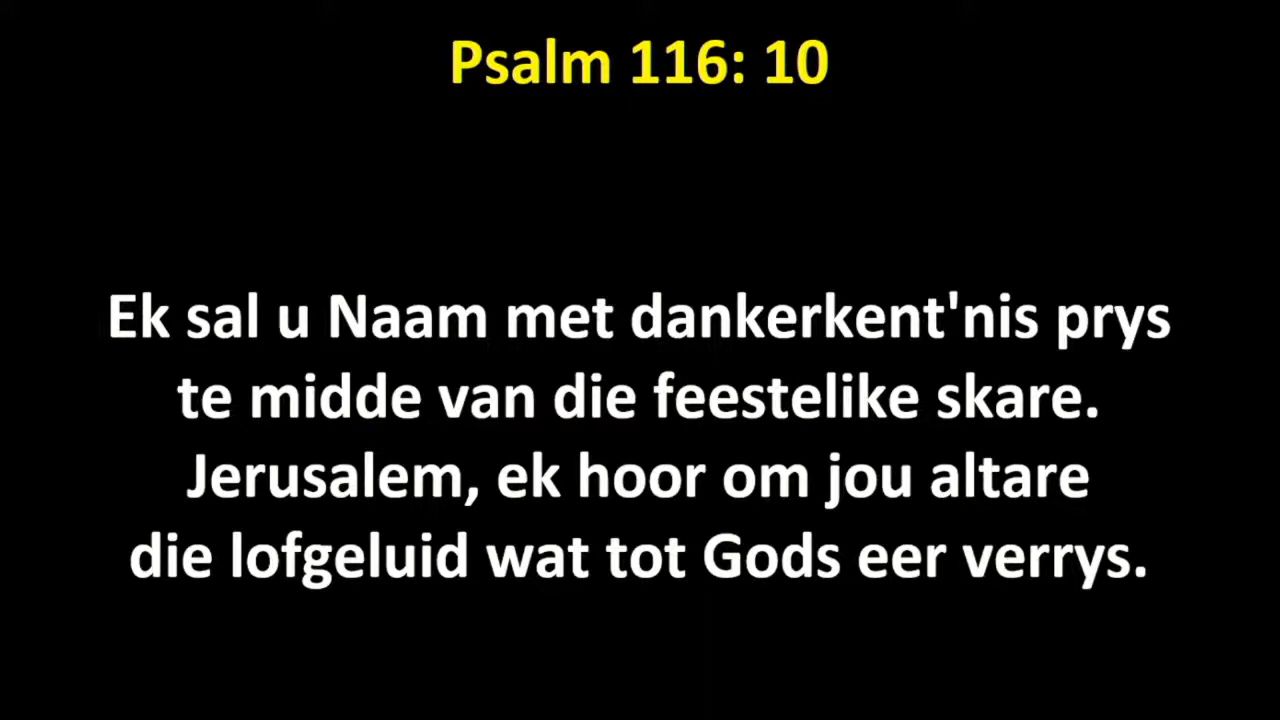 Psalm 116: 10
Ek sal u Naam met dankerkent'nis prys
te midde van die feestelike skare.
Jerusalem, ek hoor om jou altare
die lofgeluid wat tot Gods eer verrys.